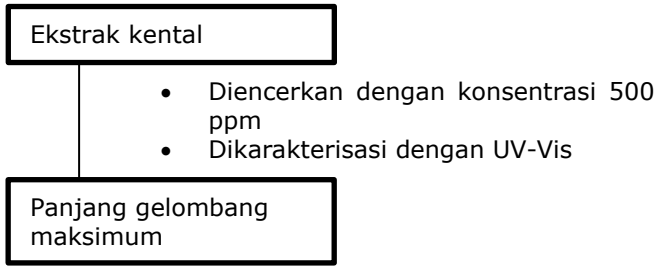 Ekstrak kental
• Diencerkan dengan konsentrasi 500
ppm
• Dikarakterisasi dengan UV-Vis
Panjang gelombang
maksimum